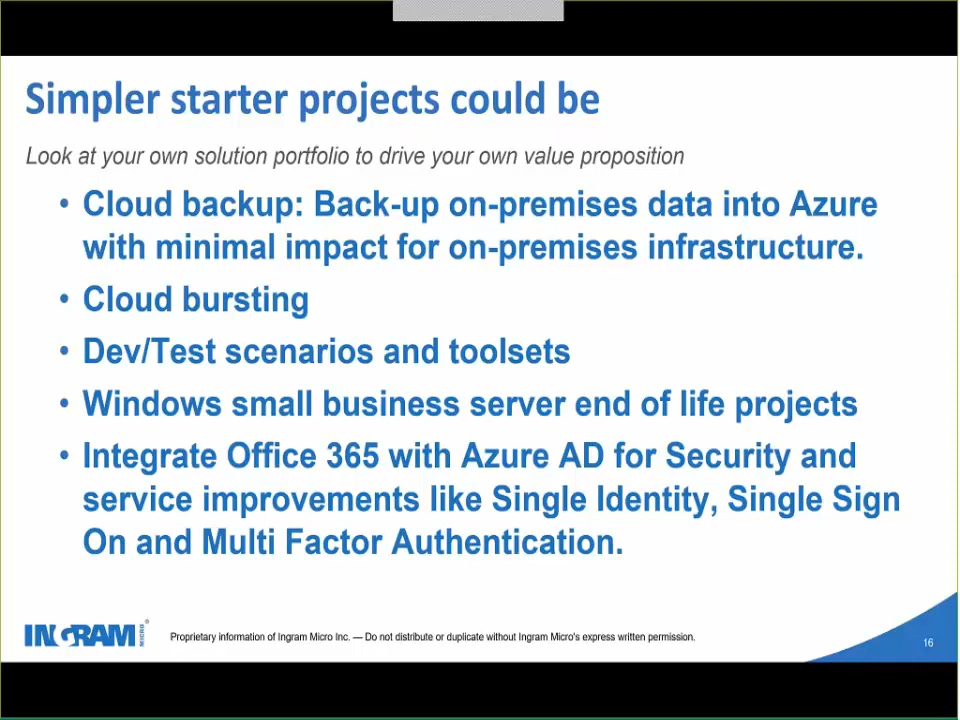 Simpler starter projects could be
Look at your own solution portfolio to drive your own value proposition
• Cloud backup: Back-up on-premises data into Azure
with minimal impact for on-premises infrastructure.
• Cloud bursting
• Dev/Test scenarios and toolsets
• Windows small business server end of life projects
• Integrate Office 365 with Azure AD for Security and
service improvements like Single Identity, Single Sign
On and Multi Factor Authentication.
INGRAM MICRO ®
Proprietary information of Ingram Micro Inc. — Do not distribute or duplicate without Ingram Micro's express written permission.
16